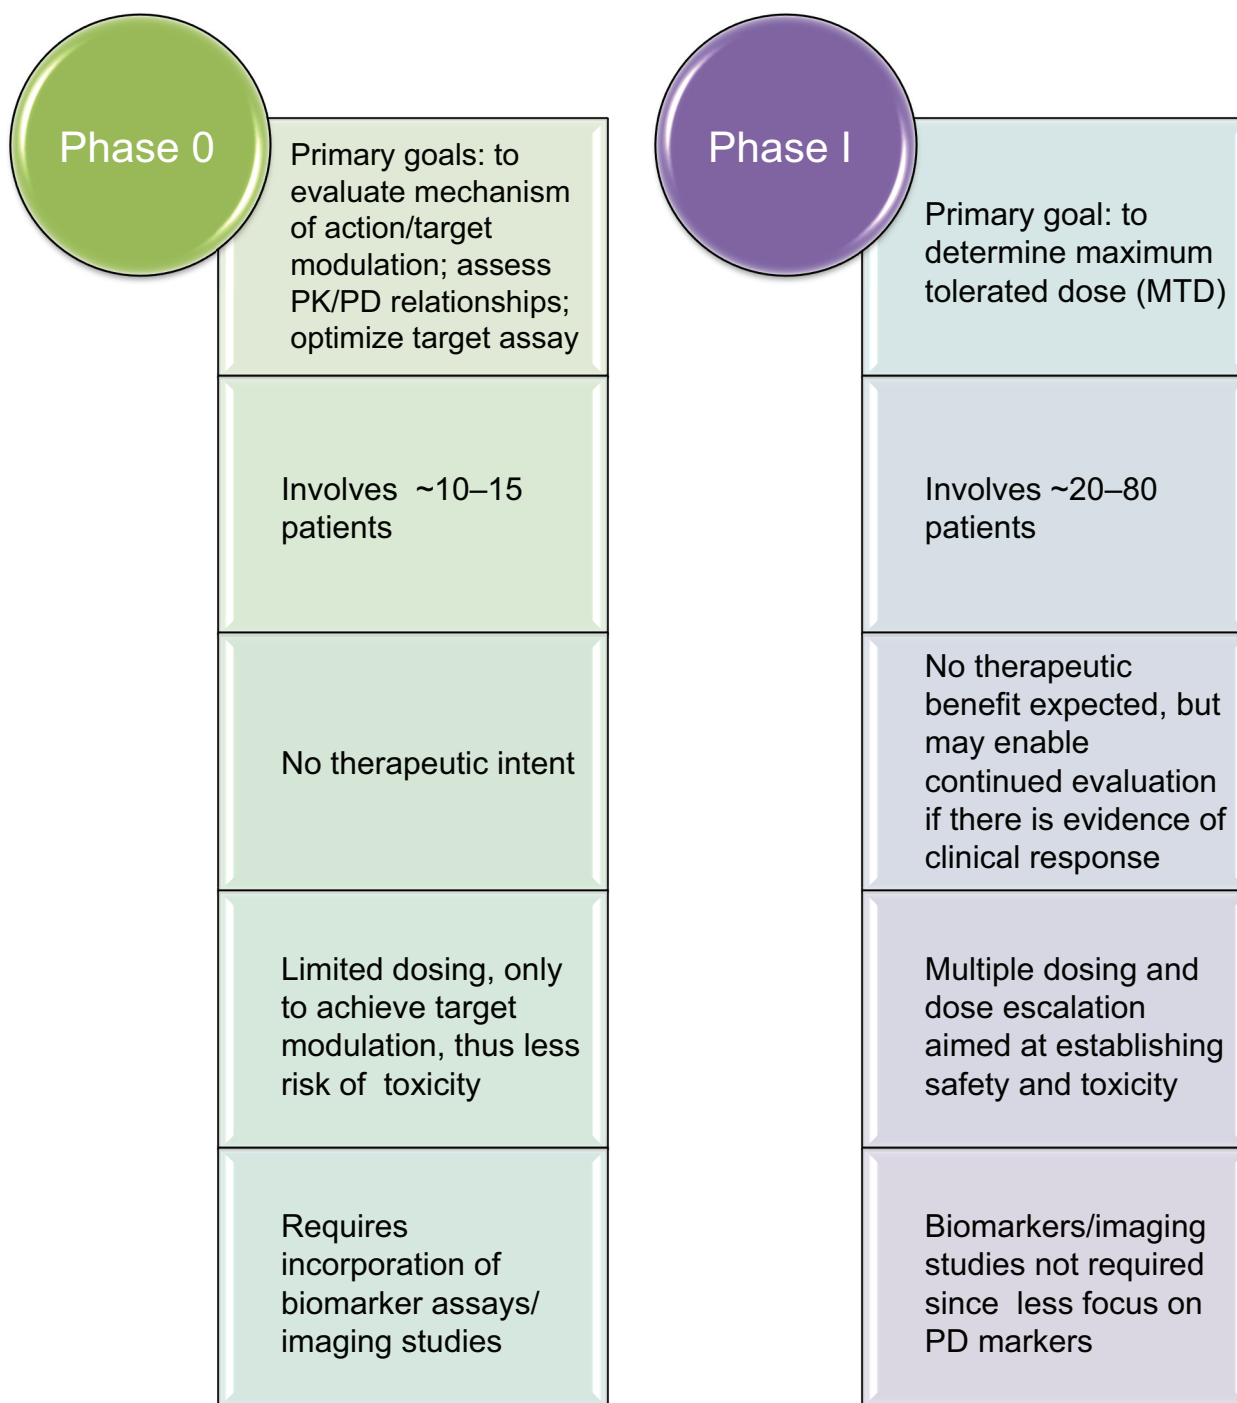 Phase 0
Primary goals: to
evaluate mechanism
of action/target
modulation; assess
PK/PD relationships;
optimize target assay
Involves ~10–15
patients
No therapeutic intent
Limited dosing, only
to achieve target
modulation, thus less
risk of toxicity
Requires
incorporation of
biomarker assays/
imaging studies
Phase I
Primary goal: to
determine maximum
tolerated dose (MTD)
Involves ~20–80
patients
No therapeutic
benefit expected, but
may enable
continued evaluation
if there is evidence of
clinical response
Multiple dosing and
dose escalation
aimed at establishing
safety and toxicity
Biomarkers/imaging
studies not required
since less focus on
PD markers